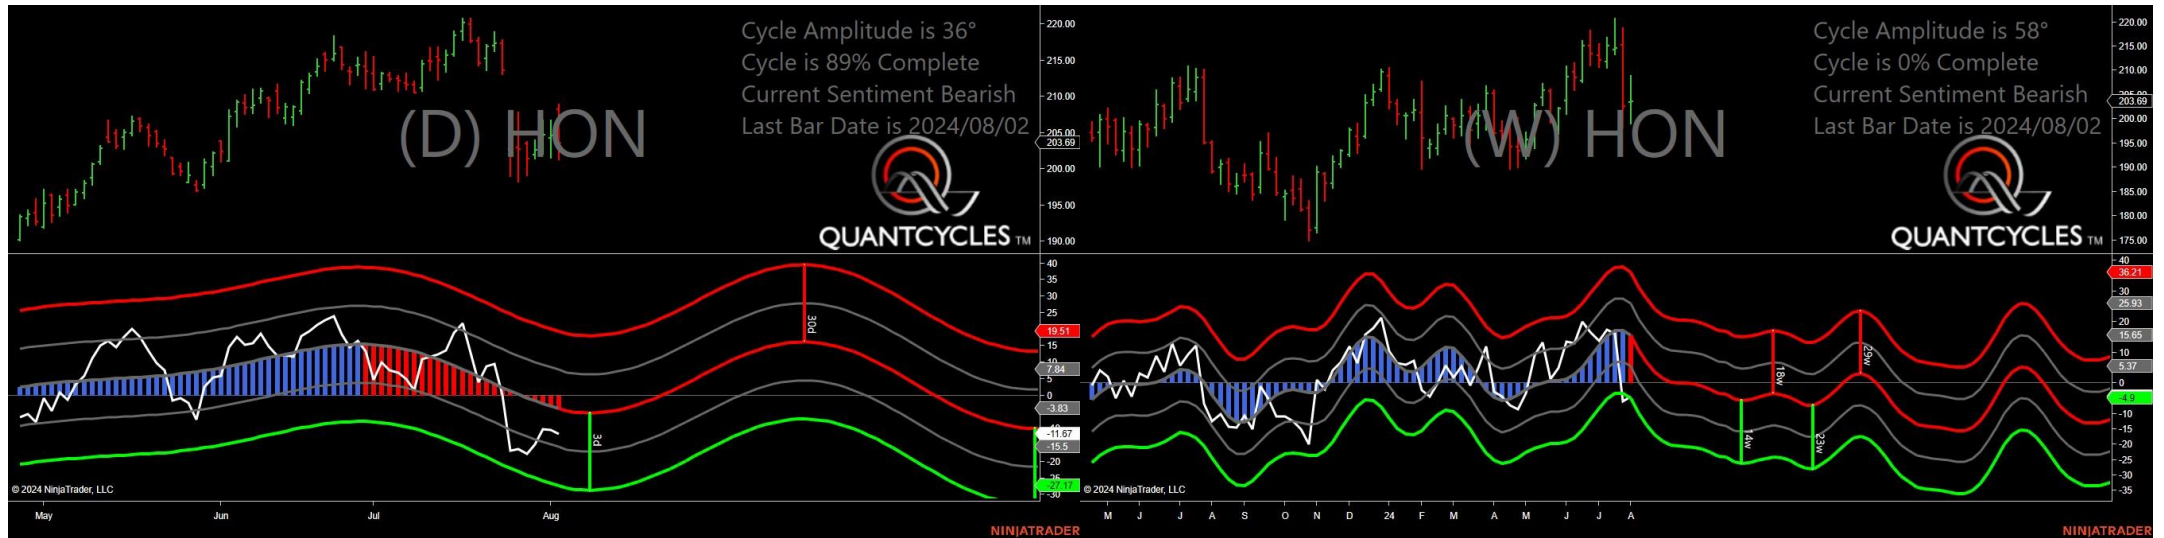 Cycle Amplitude is 36°
Cycle is 89% Complete
Current Sentiment Bearish
Last Bar Date is 2024/08/02
(D) HON
QUANTCYCLES TM
220.00
215.00
210.00
205.00
203.69
200.00
195.00
190.00
40
35
30
25
19.51
15
10
7.84
5
0
-3.83
-11.67
-15.5
-20
-27.17
-30
30d
3d
© 2024 NinjaTrader, LLC
May Jun Jul Aug
NINJATRADER
Cycle Amplitude is 58°
Cycle is 0% Complete
Current Sentiment Bearish
Last Bar Date is 2024/08/02
(W) HON
QUANTCYCLES TM
220.00
215.00
210.00
205.00
203.69
200.00
195.00
190.00
185.00
180.00
175.00
40
36.21
30
25.93
20
15.65
10
5.37
0
-4.9
-10
-15
-20
-25
-30
-35
18w
29w
14w
23w
© 2024 NinjaTrader, LLC
M J J A S O N D 24 F M A M J J A
NINJATRADER